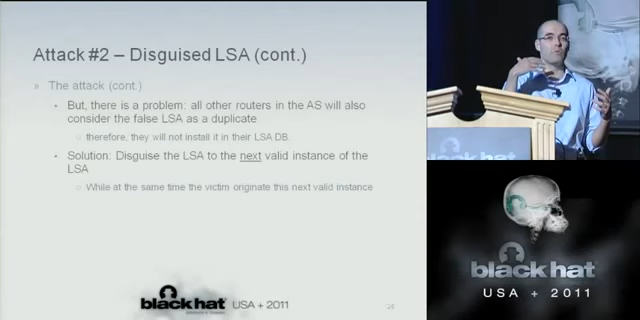 Attack #2 – Disguised LSA (cont.)
» The attack (cont.)
• But, there is a problem: all other routers in the AS will also
consider the false LSA as a duplicate
○ therefore, they will not install it in their LSA DB.
• Solution: Disguise the LSA to the next valid instance of the
LSA
○ While at the same time the victim originate this next valid instance
black hat USA + 2011
black hat
black hat
USA + 2011